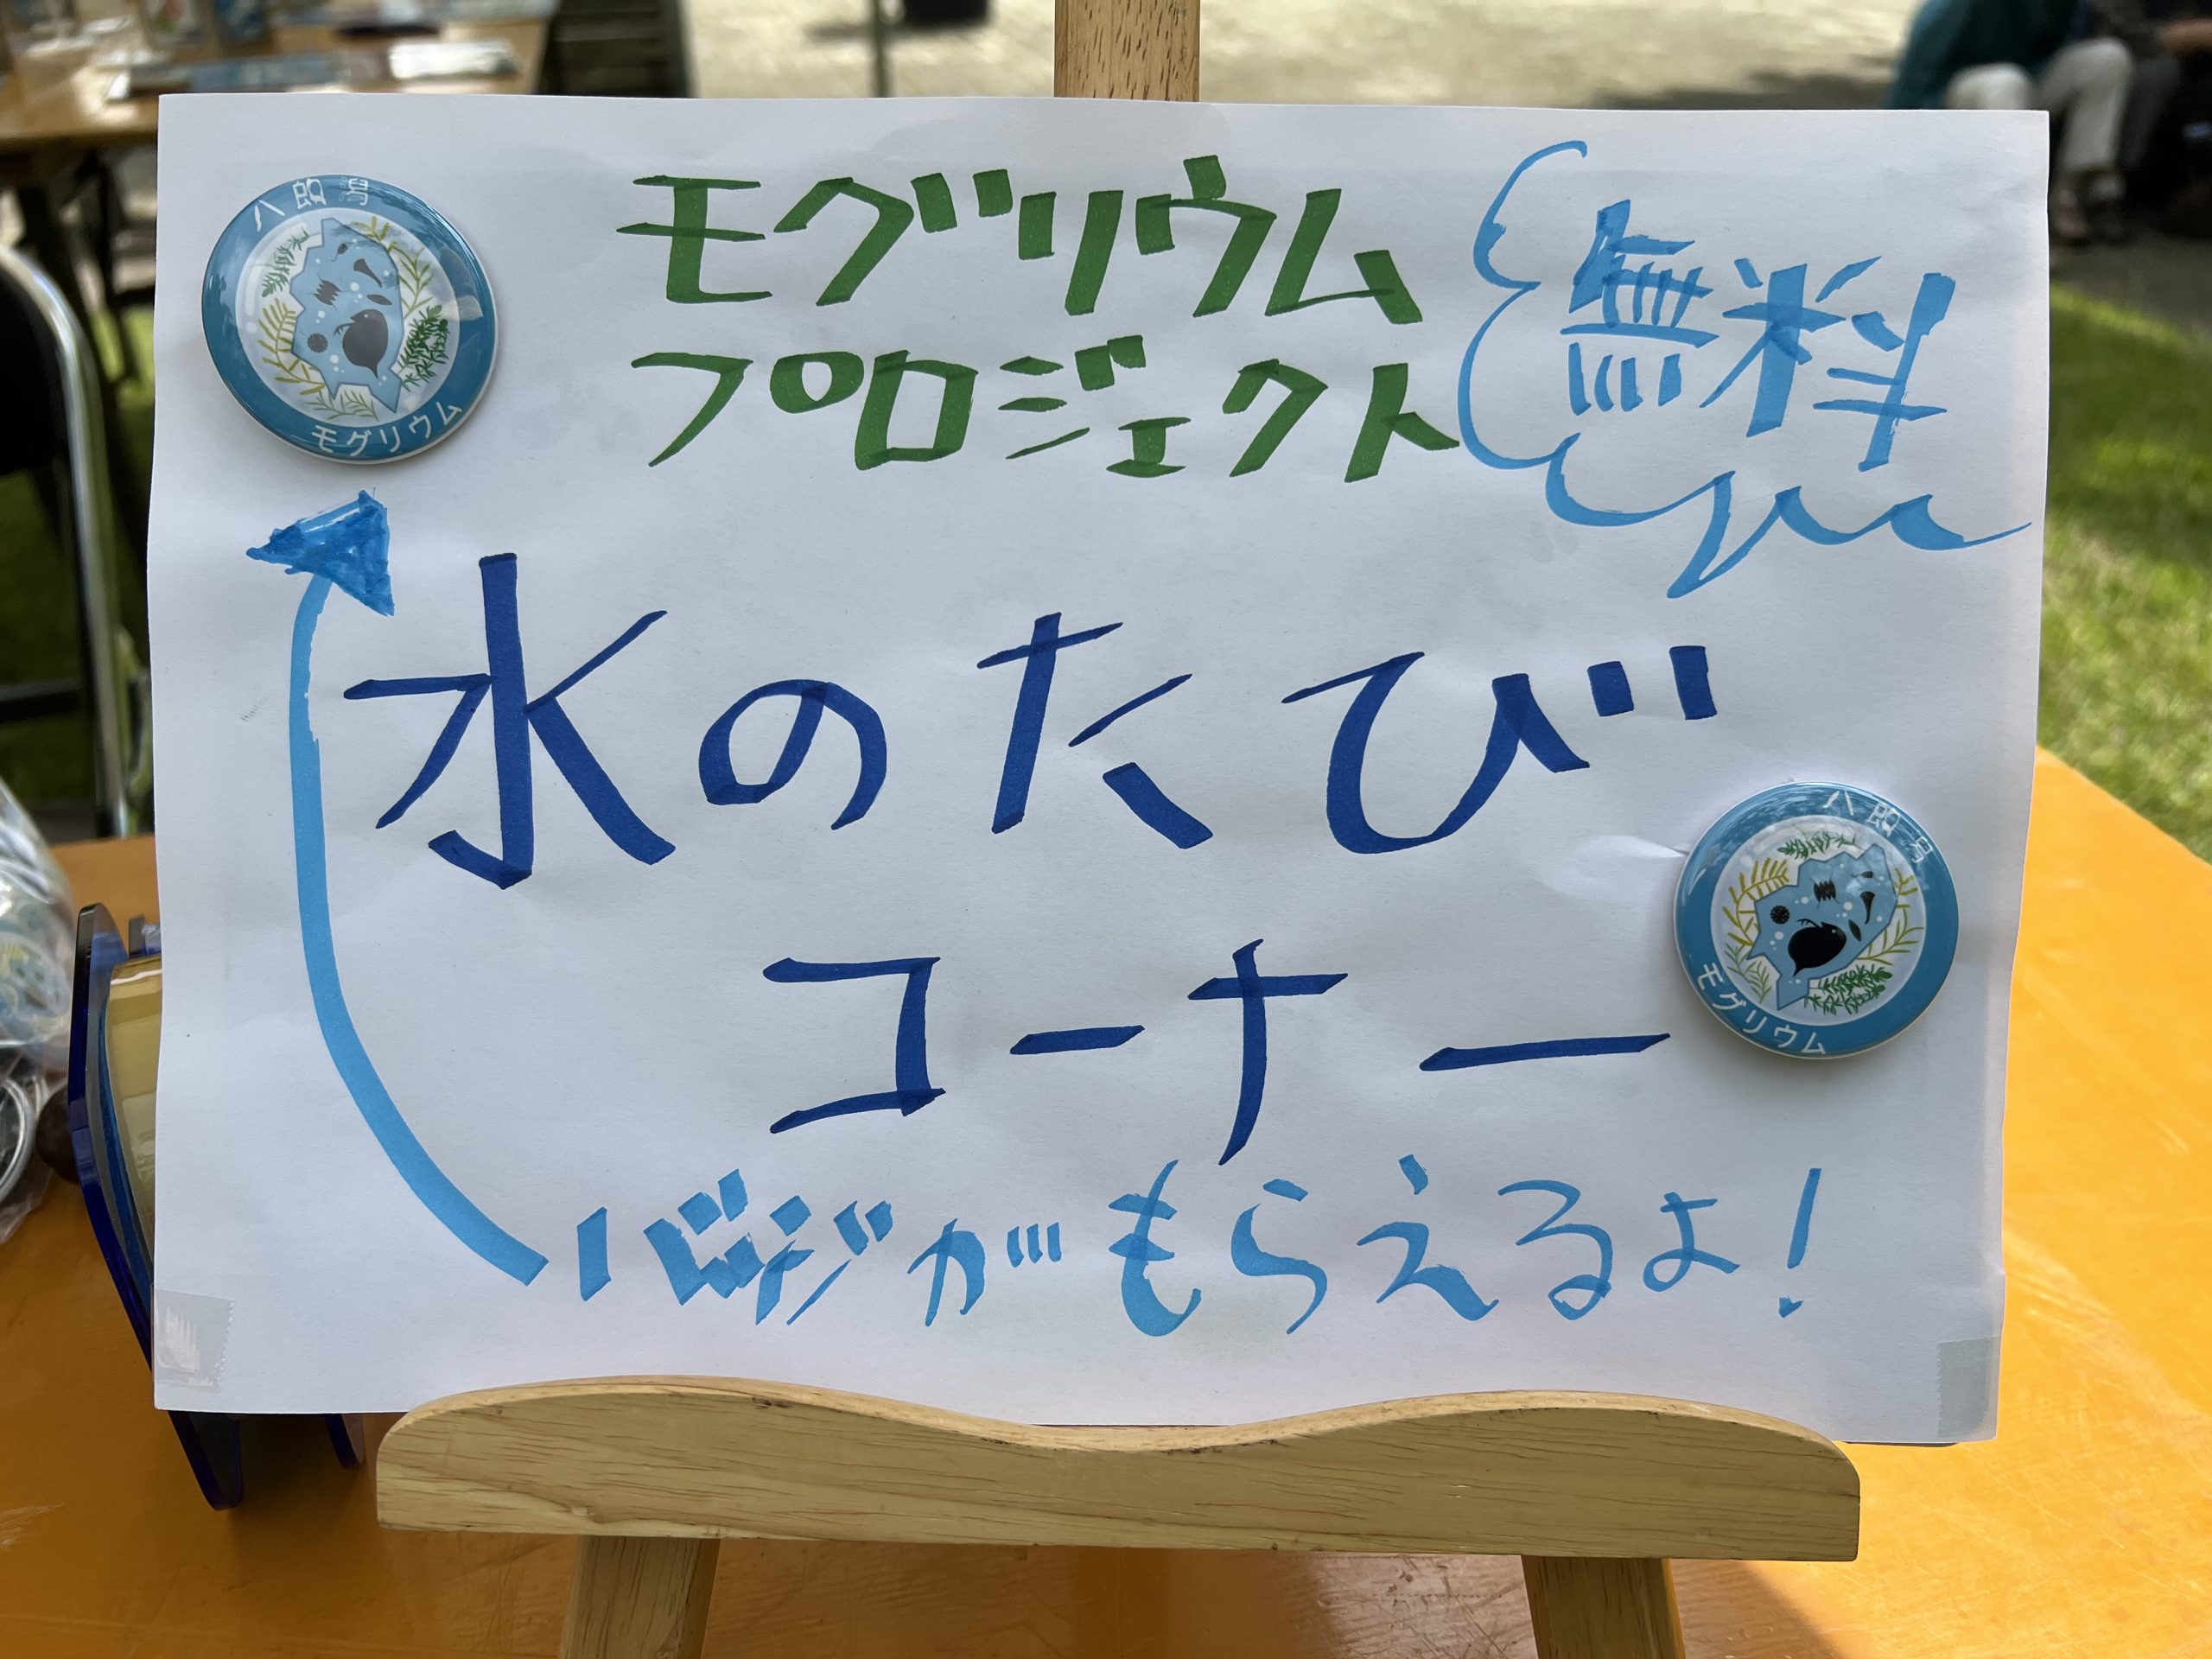 八郎潟
モグリウム
モグリウム
プロジェクト
無料
水のたび
コーナー
バッジがもらえるよ!
八郎潟
モグリウム